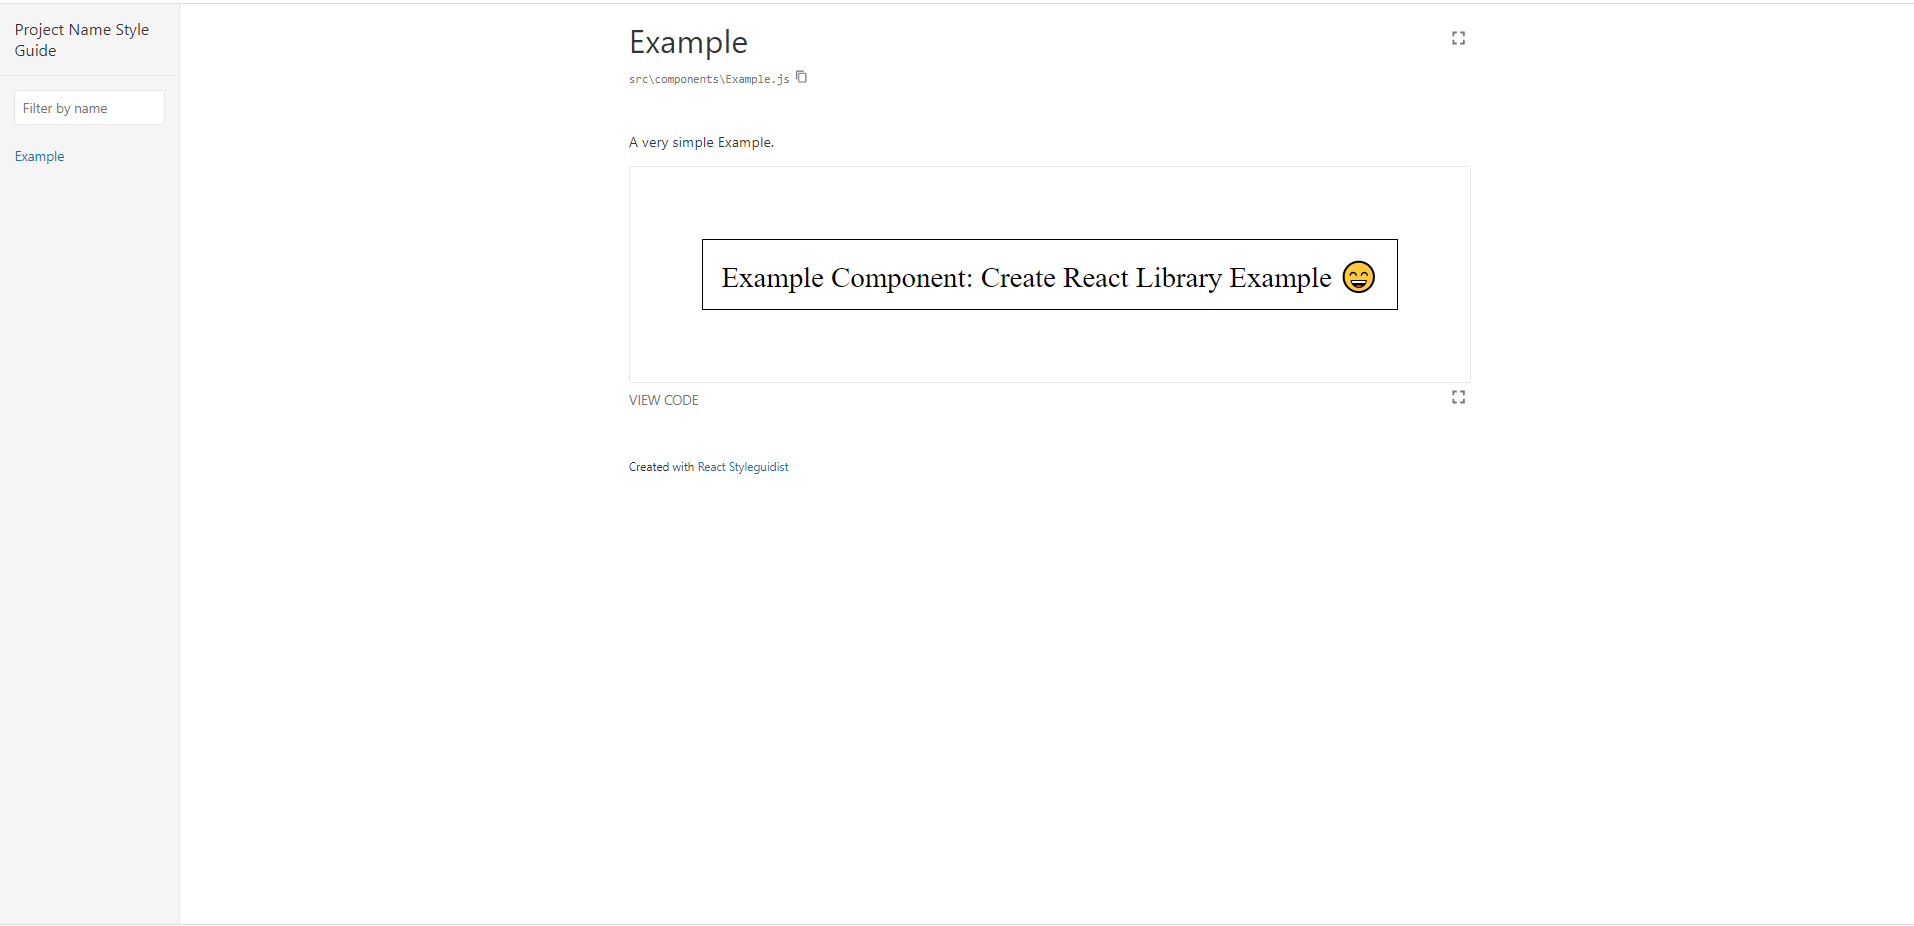 Project Name Style
Guide
Filter by name
Example
Example
src\components\Example.js
A very simple Example.
Example Component: Create React Library Example 😄
VIEW CODE
Created with React Styleguidist